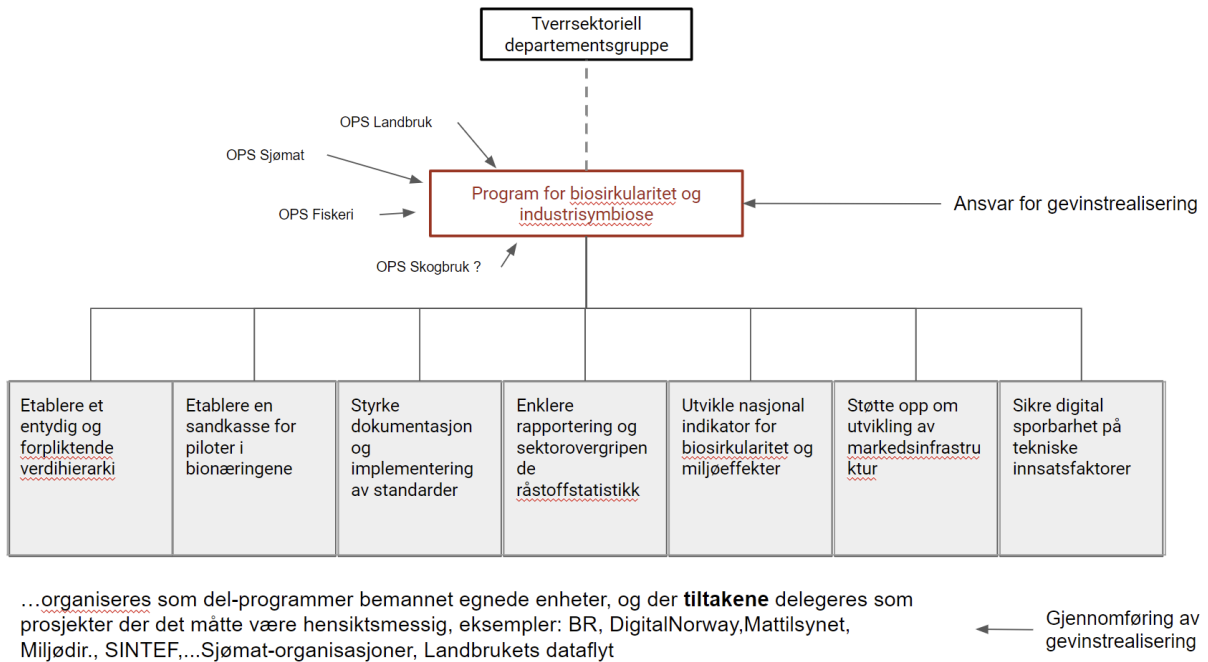 Tverrsektoriell
departementsgruppe
OPS Landbruk
OPS Sjømat
OPS Fiskeri
OPS Skogbruk ?
Program for biosirkularitet og
industrisymbiose
Ansvar for gevinstrealisering
Etablere et
entydig og
forpliktende
verdihierarki
Etablere en
sandkasse for
piloter i
bionæringene
Styrke
dokumentasjon
og
implementering
av standarder
Enklere
rapportering og
sektorovergripen
de
råstoffstatistikk
Utvikle nasjonal
indikator for
biosirkularitet og
miljøeffekter
Støtte opp om
utvikling av
markedsinfrastru
ktur
Sikre digital
sporbarhet på
tekniske
innsatsfaktorer
…organiseres som del-programmer bemannet egnede enheter, og der tiltakene delegeres som
prosjekter der det måtte være hensiktsmessig, eksempler: BR, DigitalNorway,Mattilsynet,
Miljødir., SINTEF,...Sjømat-organisasjoner, Landbrukets dataflyt
Gjennomføring av
gevinstrealisering